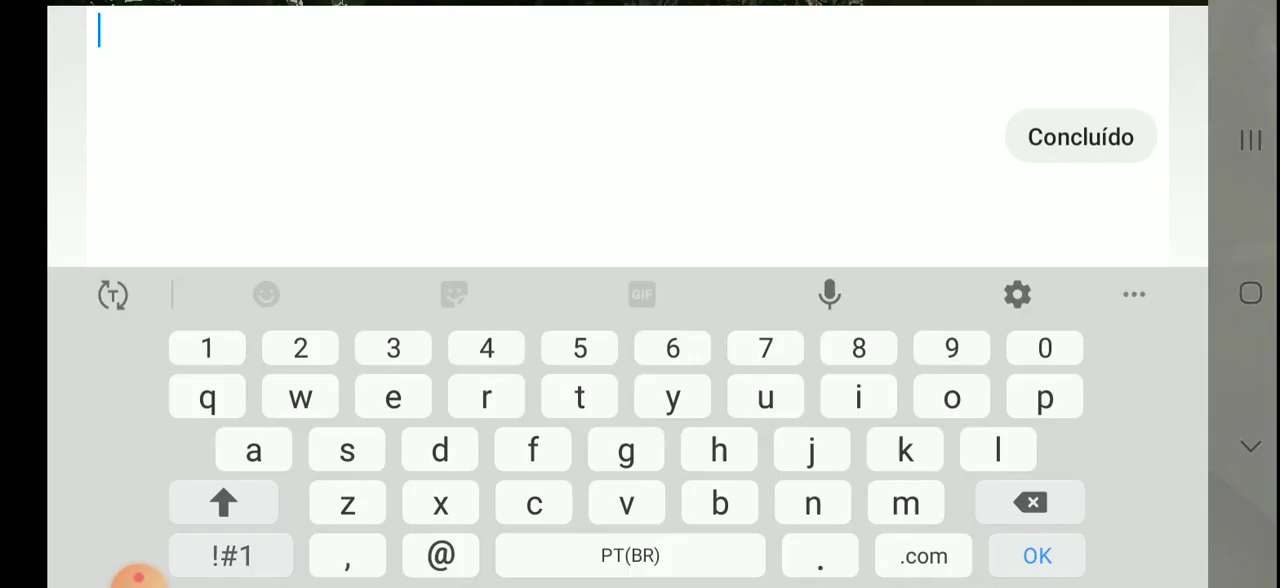 Concluído
GIF
1 2 3 4 5 6 7 8 9 0
q w e r t y u i o p
a s d f g h j k l
z x c v b n m
!#1 , @ PT(BR) . .com OK